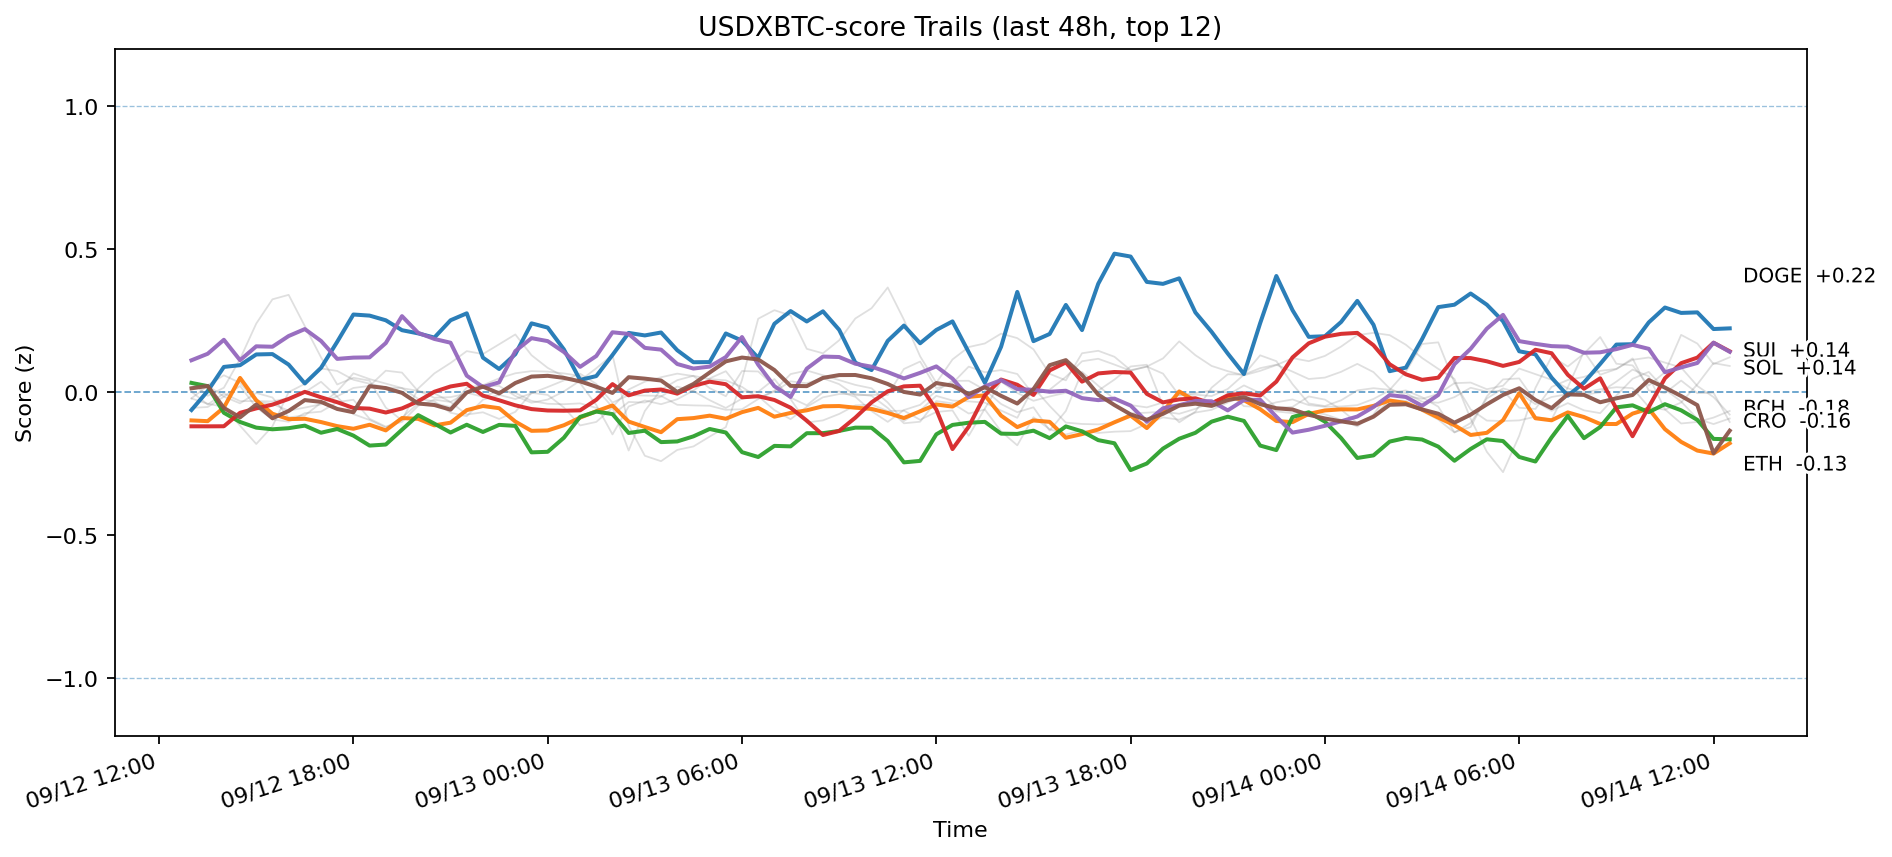 USDXBTC-score Trails (last 48h, top 12)
Score (z)
1.0
0.5
0.0
−0.5
−1.0
DOGE +0.22
SUI +0.14
SOL +0.14
RCH -0.18
CRO -0.16
ETH -0.13
09/12 12:00
09/12 18:00
09/13 00:00
09/13 06:00
09/13 12:00
09/13 18:00
09/14 00:00
09/14 06:00
09/14 12:00
Time